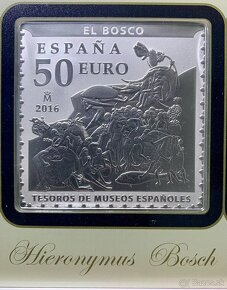 EL BOSCO
ESPAÑA
50 EURO
M
2016
TESOROS DE MUSEOS ESPAÑOLES
Hieronymus Bosch